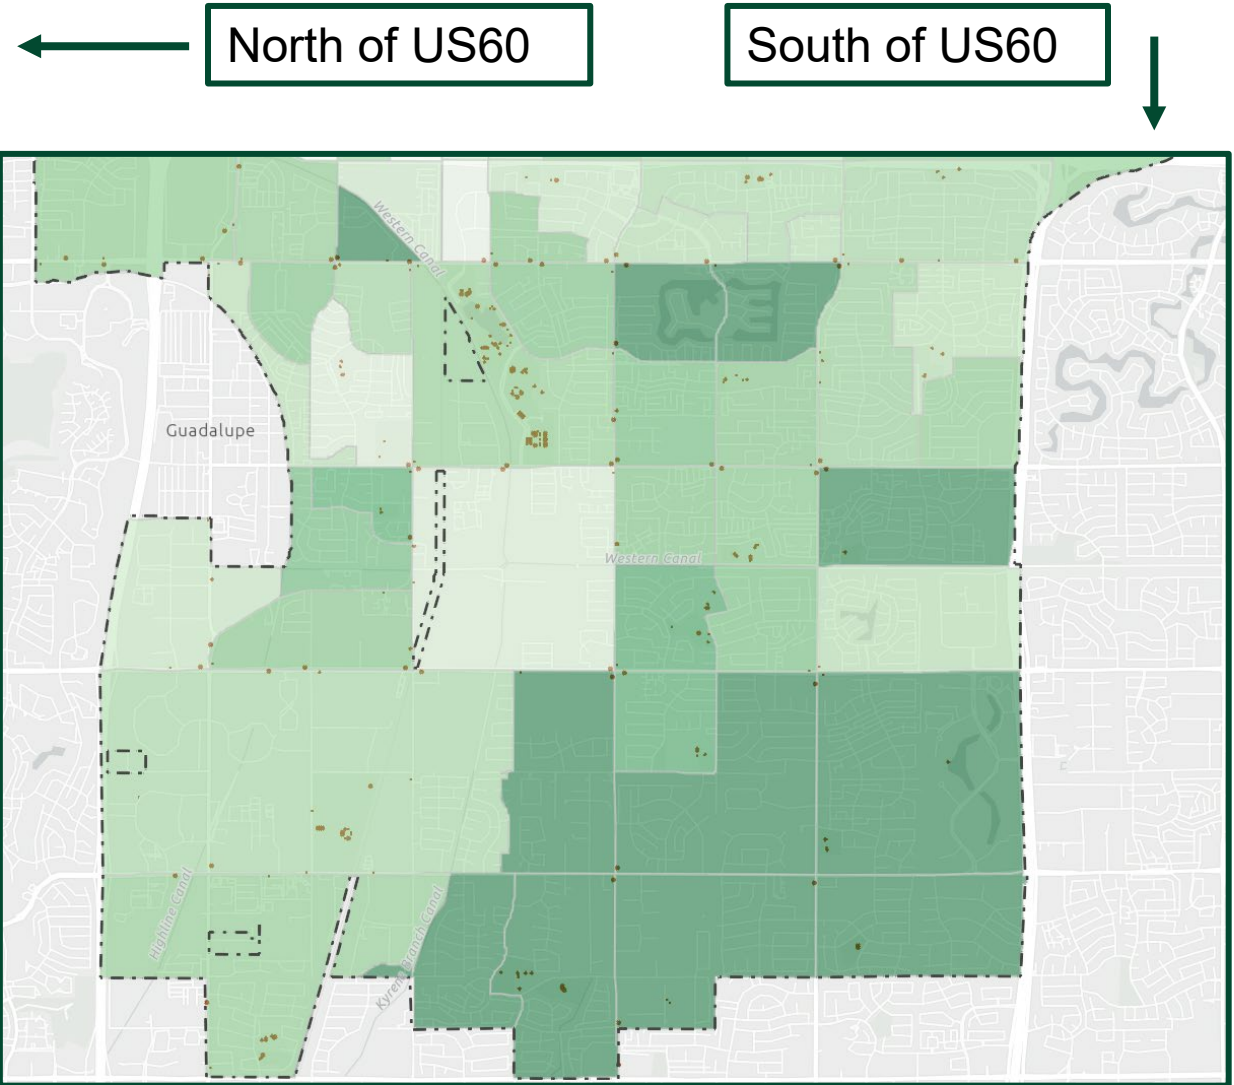 North of US60
South of US60
Western Canal
Guadalupe
Western Canal
Highline Canal
Kyrene Branch Canal